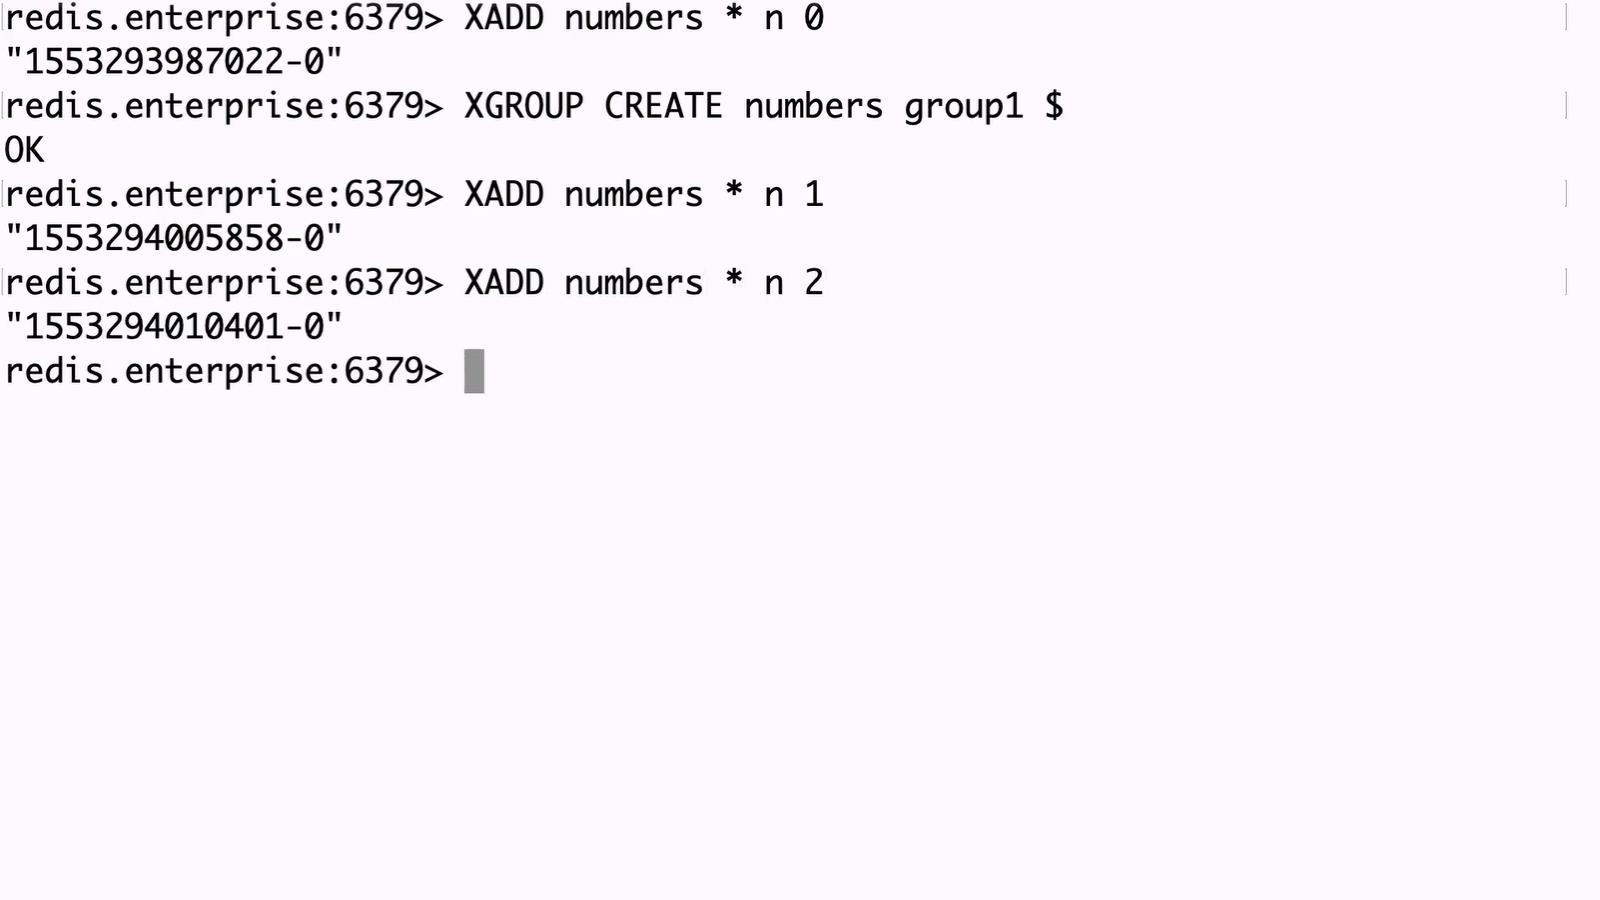 redis.enterprise:6379> XADD numbers * n 0
"1553293987022-0"
redis.enterprise:6379> XGROUP CREATE numbers group1 $
OK
redis.enterprise:6379> XADD numbers * n 1
"1553294005858-0"
redis.enterprise:6379> XADD numbers * n 2
"1553294010401-0"
redis.enterprise:6379>